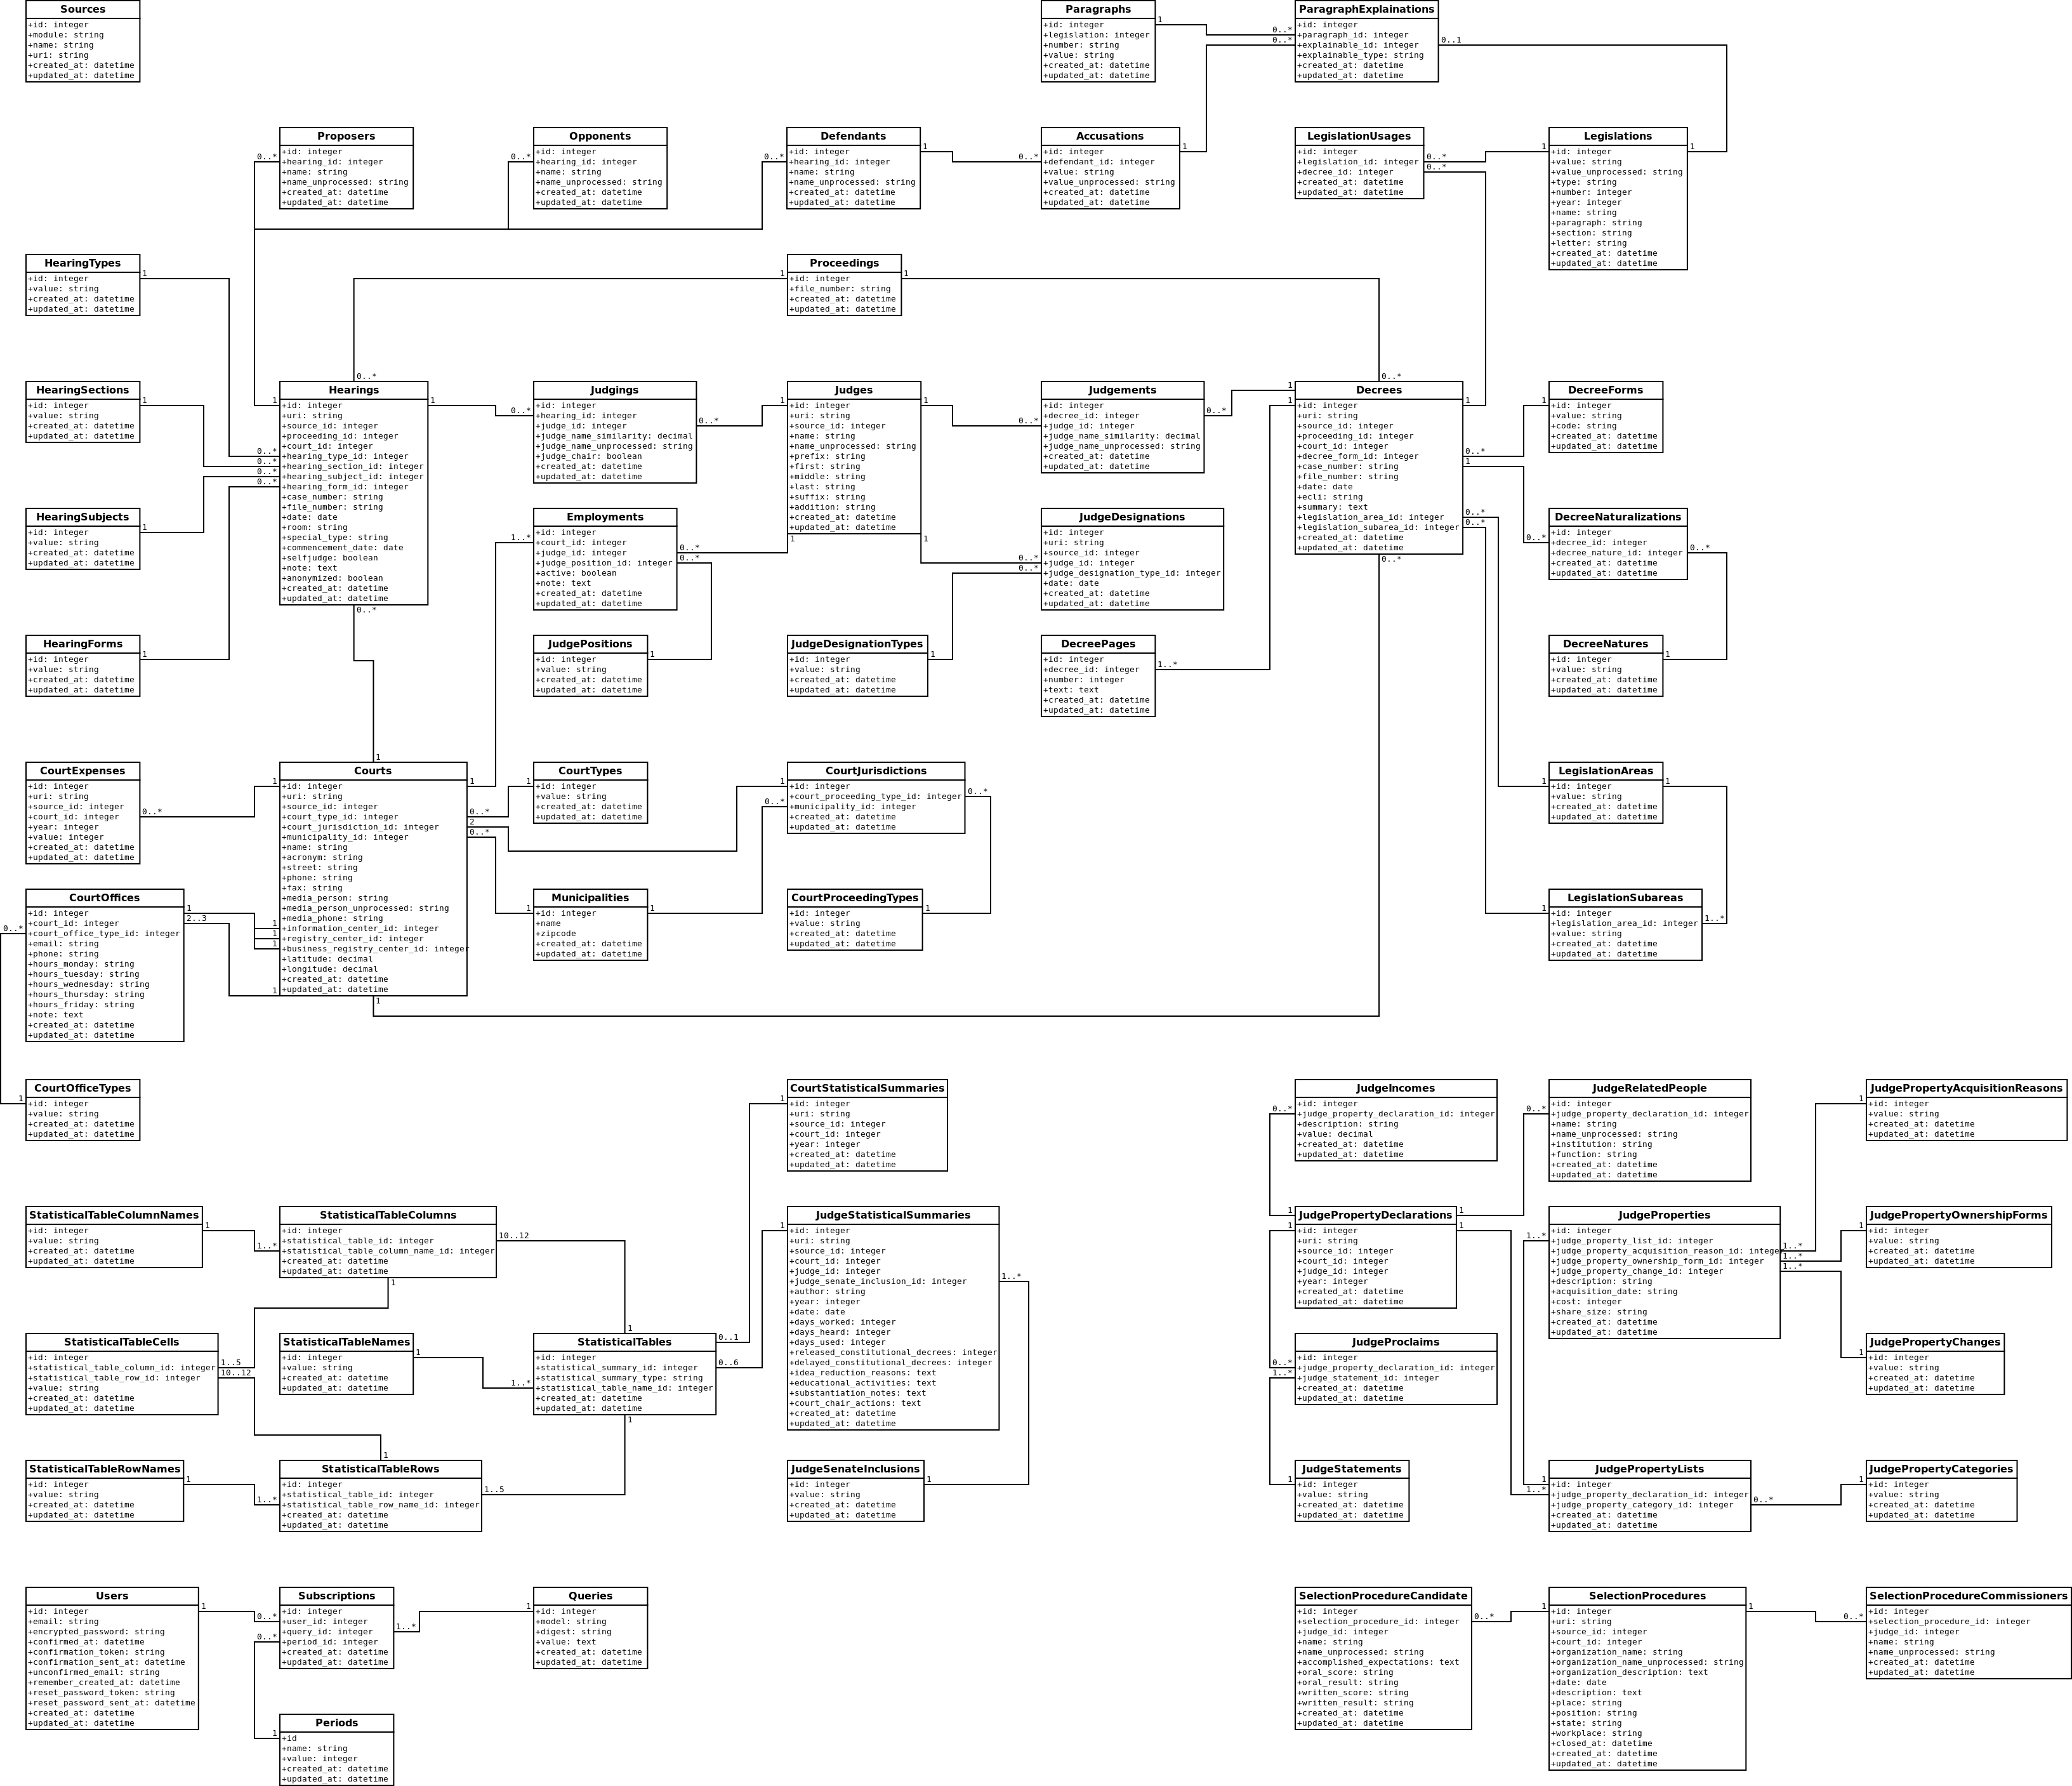 Sources
+id: integer
+module: string
+name: string
+uri: string
+created_at: datetime
+updated_at: datetime
Paragraphs
+id: integer
+legislation: integer
+number: string
+value: string
+created_at: datetime
+updated_at: datetime
1
0..*
0..*
ParagraphExplainations
+id: integer
+paragraph_id: integer
+explainable_id: integer
+explainable_type: string
+created_at: datetime
+updated_at: datetime
0..1
Proposers
+id: integer
+hearing_id: integer
+name: string
+name_unprocessed: string
+created_at: datetime
+updated_at: datetime
0..*
Opponents
+id: integer
+hearing_id: integer
+name: string
+name_unprocessed: string
+created_at: datetime
+updated_at: datetime
0..*
Defendants
+id: integer
+hearing_id: integer
+name: string
+name_unprocessed: string
+created_at: datetime
+updated_at: datetime
0..*
1
0..*
Accusations
+id: integer
+defendant_id: integer
+value: string
+value_unprocessed: string
+created_at: datetime
+updated_at: datetime
1
LegislationUsages
+id: integer
+legislation_id: integer
+decree_id: integer
+created_at: datetime
+updated_at: datetime
0..*
0..*
1
Legislations
+id: integer
+value: string
+value_unprocessed: string
+type: string
+number: integer
+year: integer
+name: string
+paragraph: string
+section: string
+letter: string
+created_at: datetime
+updated_at: datetime
1
HearingTypes
+id: integer
+value: string
+created_at: datetime
+updated_at: datetime
1
Proceedings
+id: integer
+file_number: string
+created_at: datetime
+updated_at: datetime
1
1
HearingSections
+id: integer
+value: string
+created_at: datetime
+updated_at: datetime
1
HearingSubjects
+id: integer
+value: string
+created_at: datetime
+updated_at: datetime
1
HearingForms
+id: integer
+value: string
+created_at: datetime
+updated_at: datetime
1
0..*
1
0..*
0..*
0..*
0..*
Hearings
+id: integer
+uri: string
+source_id: integer
+proceeding_id: integer
+court_id: integer
+hearing_type_id: integer
+hearing_section_id: integer
+hearing_subject_id: integer
+hearing_form_id: integer
+case_number: string
+file_number: string
+date: date
+room: string
+special_type: string
+commencement_date: date
+selfjudge: boolean
+note: text
+anonymized: boolean
+created_at: datetime
+updated_at: datetime
1
0..*
0..*
Judgings
+id: integer
+hearing_id: integer
+judge_id: integer
+judge_name_similarity: decimal
+judge_name_unprocessed: string
+judge_chair: boolean
+created_at: datetime
+updated_at: datetime
0..*
1
Judges
+id: integer
+uri: string
+source_id: integer
+name: string
+name_unprocessed: string
+prefix: string
+first: string
+middle: string
+last: string
+suffix: string
+addition: string
+created_at: datetime
+updated_at: datetime
1
1
1
0..*
Judgements
+id: integer
+decree_id: integer
+judge_id: integer
+judge_name_similarity: decimal
+judge_name_unprocessed: string
+created_at: datetime
+updated_at: datetime
0..*
0..*
1
1
Decrees
+id: integer
+uri: string
+source_id: integer
+proceeding_id: integer
+court_id: integer
+decree_form_id: integer
+case_number: string
+file_number: string
+date: date
+ecli: string
+summary: text
+legislation_area_id: integer
+legislation_subarea_id: integer
+created_at: datetime
+updated_at: datetime
1
0..*
1
0..*
0..*
0..*
1
DecreeForms
+id: integer
+value: string
+code: string
+created_at: datetime
+updated_at: datetime
1..*
Employments
+id: integer
+court_id: integer
+judge_id: integer
+judge_position_id: integer
+active: boolean
+note: text
+created_at: datetime
+updated_at: datetime
0..*
0..*
JudgeDesignations
+id: integer
+uri: string
+source_id: integer
+judge_id: integer
+judge_designation_type_id: integer
+date: date
+created_at: datetime
+updated_at: datetime
0..*
0..*
DecreeNaturalizations
+id: integer
+decree_id: integer
+decree_nature_id: integer
+created_at: datetime
+updated_at: datetime
0..*
0..*
JudgePositions
+id: integer
+value: string
+created_at: datetime
+updated_at: datetime
1
JudgeDesignationTypes
+id: integer
+value: string
+created_at: datetime
+updated_at: datetime
1
DecreePages
+id: integer
+decree_id: integer
+number: integer
+text: text
+created_at: datetime
+updated_at: datetime
1..*
DecreeNatures
+id: integer
+value: string
+created_at: datetime
+updated_at: datetime
1
CourtExpenses
+id: integer
+uri: string
+source_id: integer
+court_id: integer
+year: integer
+value: integer
+created_at: datetime
+updated_at: datetime
0..*
1
1
Courts
+id: integer
+uri: string
+source_id: integer
+court_type_id: integer
+court_jurisdiction_id: integer
+municipality_id: integer
+name: string
+acronym: string
+street: string
+phone: string
+fax: string
+media_person: string
+media_person_unprocessed: string
+media_phone: string
+information_center_id: integer
+registry_center_id: integer
+business_registry_center_id: integer
+latitude: decimal
+longitude: decimal
+created_at: datetime
+updated_at: datetime
1
0..*
2
0..*
1
1
1
1
1
CourtTypes
+id: integer
+value: string
+created_at: datetime
+updated_at: datetime
1
CourtJurisdictions
+id: integer
+court_proceeding_type_id: integer
+municipality_id: integer
+created_at: datetime
+updated_at: datetime
1
0..*
0..*
LegislationAreas
+id: integer
+value: string
+created_at: datetime
+updated_at: datetime
1
1
CourtOffices
+id: integer
+court_id: integer
+court_office_type_id: integer
+email: string
+phone: string
+hours_monday: string
+hours_tuesday: string
+hours_wednesday: string
+hours_thursday: string
+hours_friday: string
+note: text
+created_at: datetime
+updated_at: datetime
1
2..3
0..*
Municipalities
+id: integer
+name
+zipcode
+created_at: datetime
+updated_at: datetime
1
1
CourtProceedingTypes
+id: integer
+value: string
+created_at: datetime
+updated_at: datetime
1
LegislationSubareas
+id: integer
+legislation_area_id: integer
+value: string
+created_at: datetime
+updated_at: datetime
1
1..*
CourtOfficeTypes
+id: integer
+value: string
+created_at: datetime
+updated_at: datetime
1
CourtStatisticalSummaries
+id: integer
+uri: string
+source_id: integer
+court_id: integer
+year: integer
+created_at: datetime
+updated_at: datetime
1
JudgeIncomes
+id: integer
+judge_property_declaration_id: integer
+description: string
+value: decimal
+created_at: datetime
+updated_at: datetime
0..*
JudgeRelatedPeople
+id: integer
+judge_property_declaration_id: integer
+name: string
+name_unprocessed: string
+institution: string
+function: string
+created_at: datetime
+updated_at: datetime
0..*
JudgePropertyAcquisitionReasons
+id: integer
+value: string
+created_at: datetime
+updated_at: datetime
1
StatisticalTableColumnNames
+id: integer
+value: string
+created_at: datetime
+updated_at: datetime
1
1..*
StatisticalTableColumns
+id: integer
+statistical_table_id: integer
+statistical_table_column_name_id: integer
+created_at: datetime
+updated_at: datetime
10..12
1
JudgeStatisticalSummaries
+id: integer
+uri: string
+source_id: integer
+court_id: integer
+judge_id: integer
+judge_senate_inclusion_id: integer
+author: string
+year: integer
+date: date
+days_worked: integer
+days_heard: integer
+days_used: integer
+released_constitutional_decrees: integer
+delayed_constitutional_decrees: integer
+idea_reduction_reasons: text
+educational_activities: text
+substantiation_notes: text
+court_chair_actions: text
+created_at: datetime
+updated_at: datetime
1
1..*
JudgePropertyDeclarations
+id: integer
+uri: string
+source_id: integer
+court_id: integer
+judge_id: integer
+year: integer
+created_at: datetime
+updated_at: datetime
1
1
1
1
JudgeProperties
+id: integer
+judge_property_list_id: integer
+judge_property_acquisition_reason_id: integer
+judge_property_ownership_form_id: integer
+judge_property_change_id: integer
+description: string
+acquisition_date: string
+cost: integer
+share_size: string
+created_at: datetime
+updated_at: datetime
1..*
1..*
1..*
1..*
JudgePropertyOwnershipForms
+id: integer
+value: string
+created_at: datetime
+updated_at: datetime
1
StatisticalTableCells
+id: integer
+statistical_table_column_id: integer
+statistical_table_row_id: integer
+value: string
+created_at: datetime
+updated_at: datetime
1..5
10..12
StatisticalTableNames
+id: integer
+value: string
+created_at: datetime
+updated_at: datetime
1
1..*
1
StatisticalTables
+id: integer
+statistical_summary_id: integer
+statistical_summary_type: string
+statistical_table_name_id: integer
+created_at: datetime
+updated_at: datetime
0..1
0..6
1
JudgeProclaims
+id: integer
+judge_property_declaration_id: integer
+judge_statement_id: integer
+created_at: datetime
+updated_at: datetime
0..*
1..*
JudgePropertyChanges
+id: integer
+value: string
+created_at: datetime
+updated_at: datetime
1
StatisticalTableRowNames
+id: integer
+value: string
+created_at: datetime
+updated_at: datetime
1
1..*
1
StatisticalTableRows
+id: integer
+statistical_table_id: integer
+statistical_table_row_name_id: integer
+created_at: datetime
+updated_at: datetime
1..5
JudgeSenateInclusions
+id: integer
+value: string
+created_at: datetime
+updated_at: datetime
1
JudgeStatements
+id: integer
+value: string
+created_at: datetime
+updated_at: datetime
1
1
1..*
JudgePropertyLists
+id: integer
+judge_property_declaration_id: integer
+judge_property_category_id: integer
+created_at: datetime
+updated_at: datetime
0..*
1
JudgePropertyCategories
+id: integer
+value: string
+created_at: datetime
+updated_at: datetime
Users
+id: integer
+email: string
+encrypted_password: string
+confirmed_at: datetime
+confirmation_token: string
+confirmation_sent_at: datetime
+unconfirmed_email: string
+remember_created_at: datetime
+reset_password_token: string
+reset_password_sent_at: datetime
+created_at: datetime
+updated_at: datetime
1
0..*
0..*
Subscriptions
+id: integer
+user_id: integer
+query_id: integer
+period_id: integer
+created_at: datetime
+updated_at: datetime
1..*
1
Queries
+id: integer
+model: string
+digest: string
+value: text
+created_at: datetime
+updated_at: datetime
Periods
+id
+name: string
+value: integer
+created_at: datetime
+updated_at: datetime
1
SelectionProcedureCandidate
+id: integer
+selection_procedure_id: integer
+judge_id: integer
+name: string
+name_unprocessed: string
+accomplished_expectations: text
+oral_score: string
+oral_result: string
+written_score: string
+written_result: string
+created_at: datetime
+updated_at: datetime
0..*
1
SelectionProcedures
+id: integer
+uri: string
+source_id: integer
+court_id: integer
+organization_name: string
+organization_name_unprocessed: string
+organization_description: text
+date: date
+description: text
+place: string
+position: string
+state: string
+workplace: string
+closed_at: datetime
+created_at: datetime
+updated_at: datetime
1
0..*
SelectionProcedureCommissioners
+id: integer
+selection_procedure_id: integer
+judge_id: integer
+name: string
+name_unprocessed: string
+created_at: datetime
+updated_at: datetime